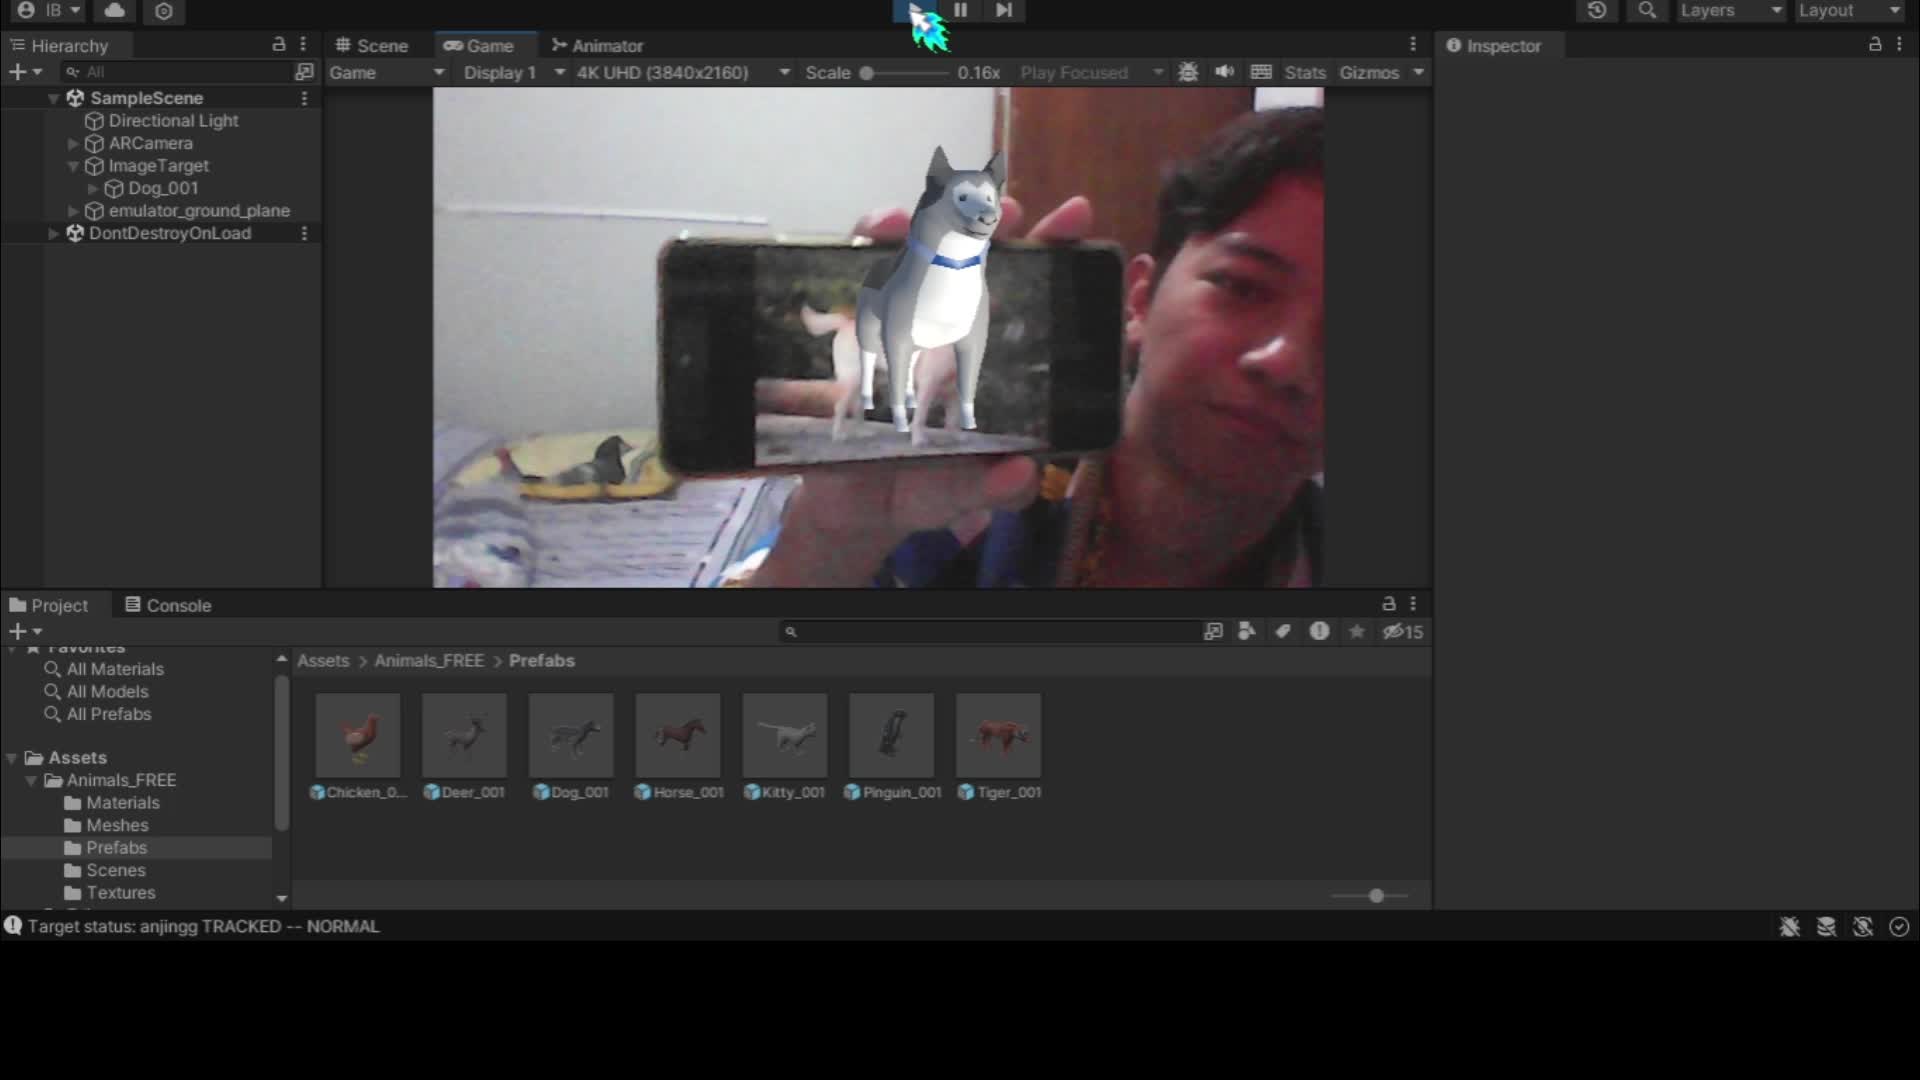 IB
Layers
Layout
Hierarchy
Scene
Game
Animator
Inspector
All
Game
Display 1
4K UHD (3840x2160)
Scale
0.16x
Play Focused
Stats
Gizmos
SampleScene
Directional Light
ARCamera
ImageTarget
Dog_001
emulator_ground_plane
DontDestroyOnLoad
Project
Console
15
Favorites
All Materials
All Models
All Prefabs
Assets > Animals_FREE > Prefabs
Chicken_0...
Deer_001
Dog_001
Horse_001
Kitty_001
Pinguin_001
Tiger_001
Assets
Animals_FREE
Materials
Meshes
Prefabs
Scenes
Textures
Target status: anjingg TRACKED -- NORMAL